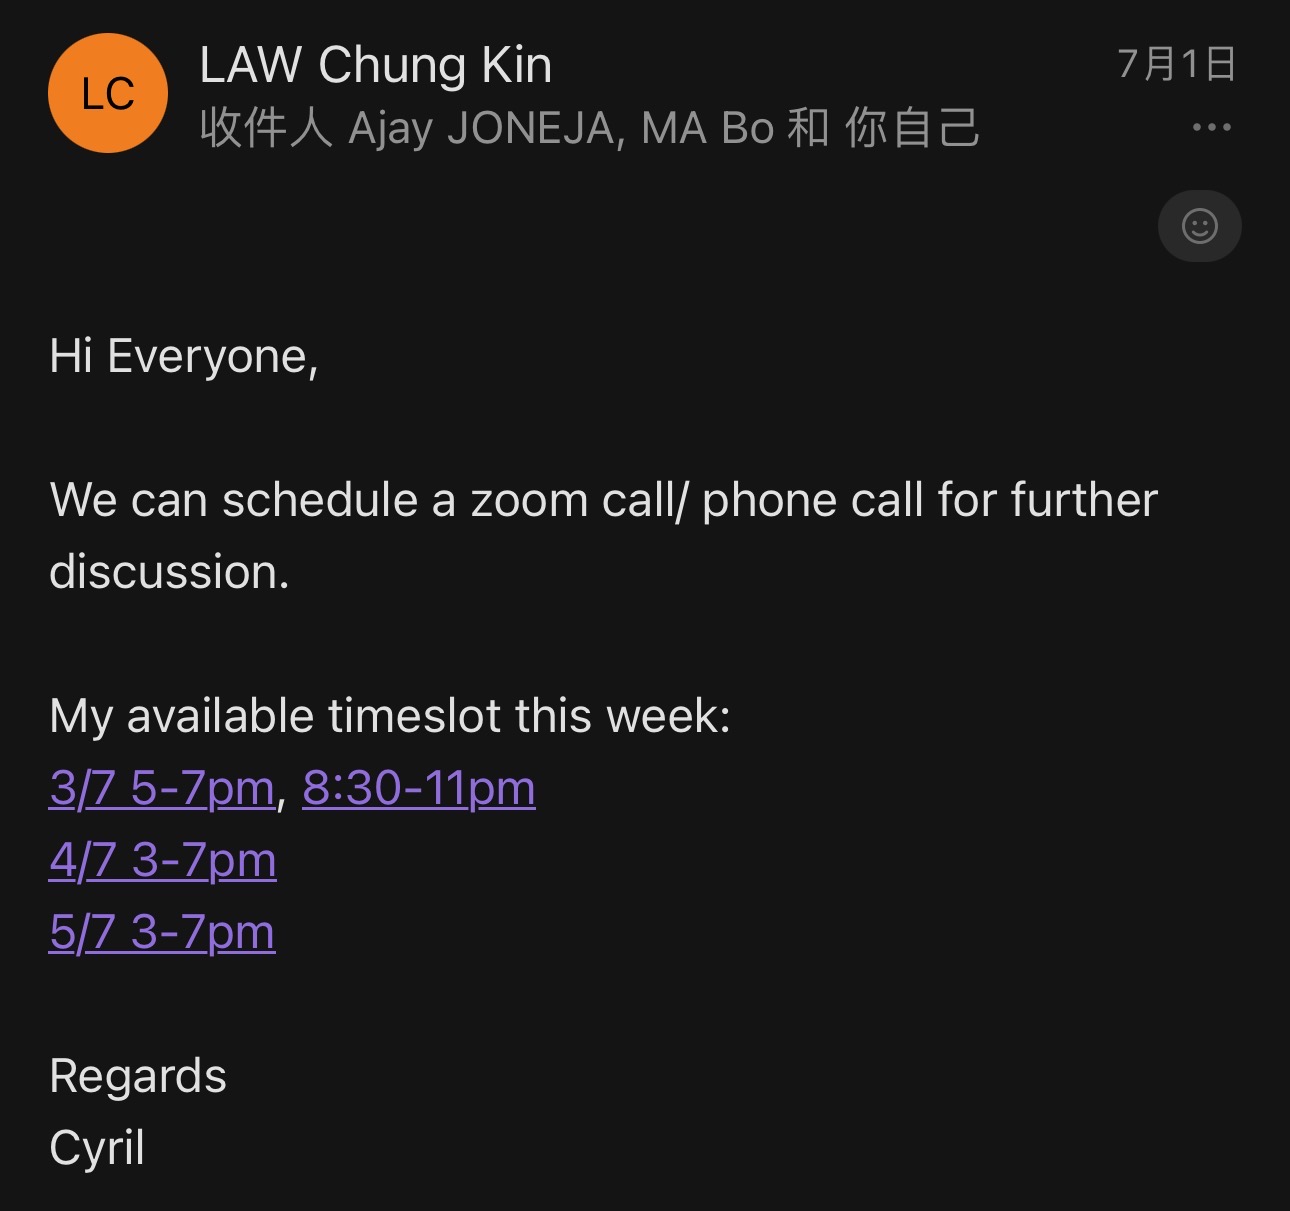 LC
LAW Chung Kin
7月1日
收件人 Ajay JONEJA, MA Bo 和 你自己
Hi Everyone,
We can schedule a zoom call/ phone call for further
discussion.
My available timeslot this week:
3/7 5-7pm, 8:30-11pm
4/7 3-7pm
5/7 3-7pm
Regards
Cyril